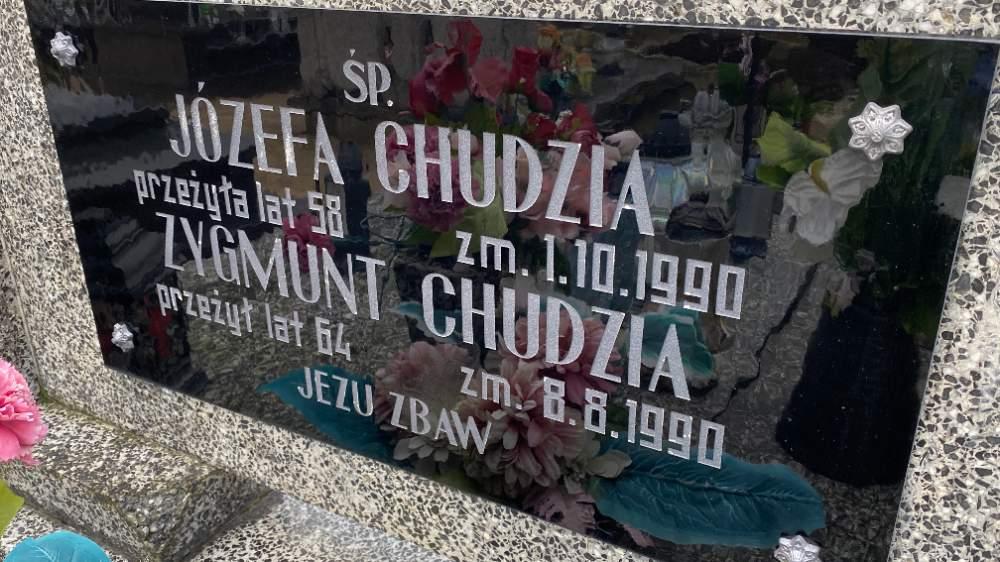 ŚP.
JÓZEFA CHUDZIA
przeżyła lat 58 zm. 1.10.1990
ZYGMUNT CHUDZIA
przeżył lat 64 zm. 8.8.1990
JEZU ZBAW